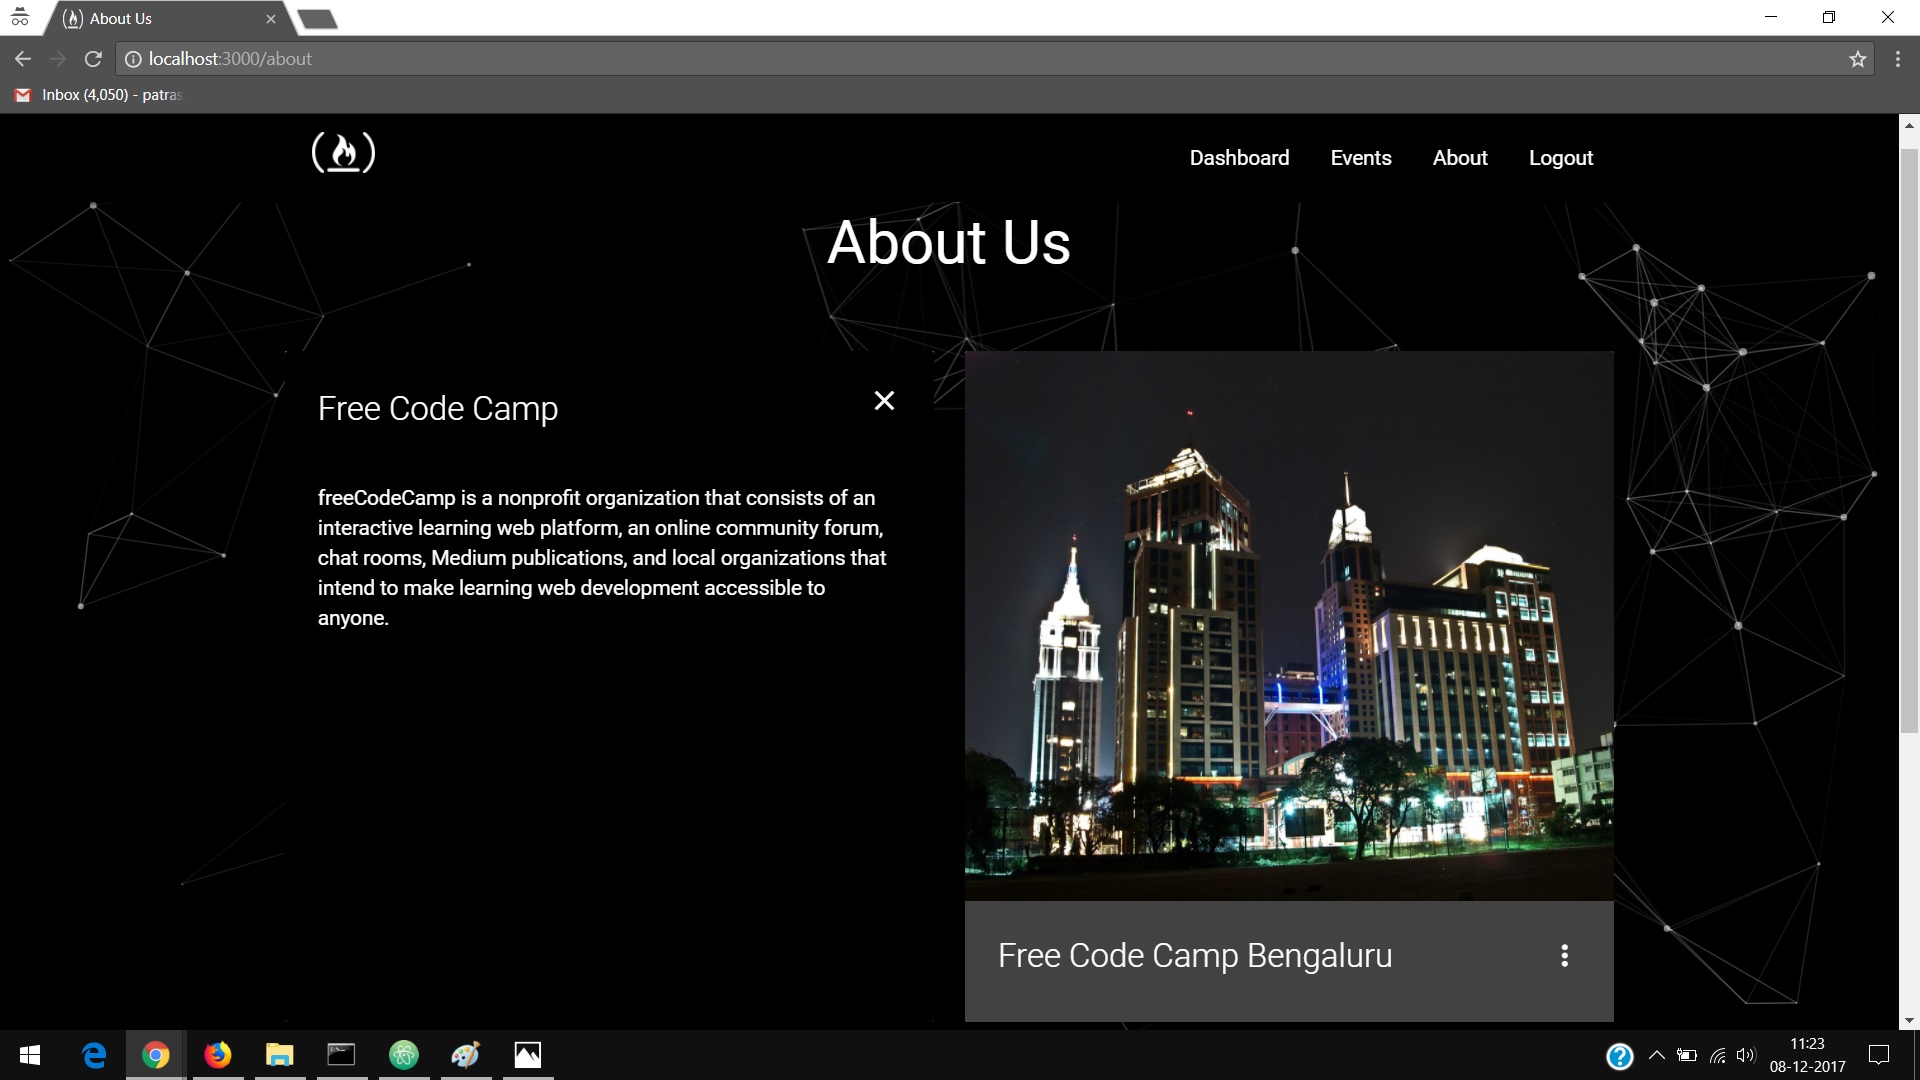 About Us
localhost:3000/about
Inbox (4,050) - patras
Dashboard Events About Logout
About Us
Free Code Camp
freeCodeCamp is a nonprofit organization that consists of an
interactive learning web platform, an online community forum,
chat rooms, Medium publications, and local organizations that
intend to make learning web development accessible to
anyone.
Free Code Camp Bengaluru
11:23
08-12-2017